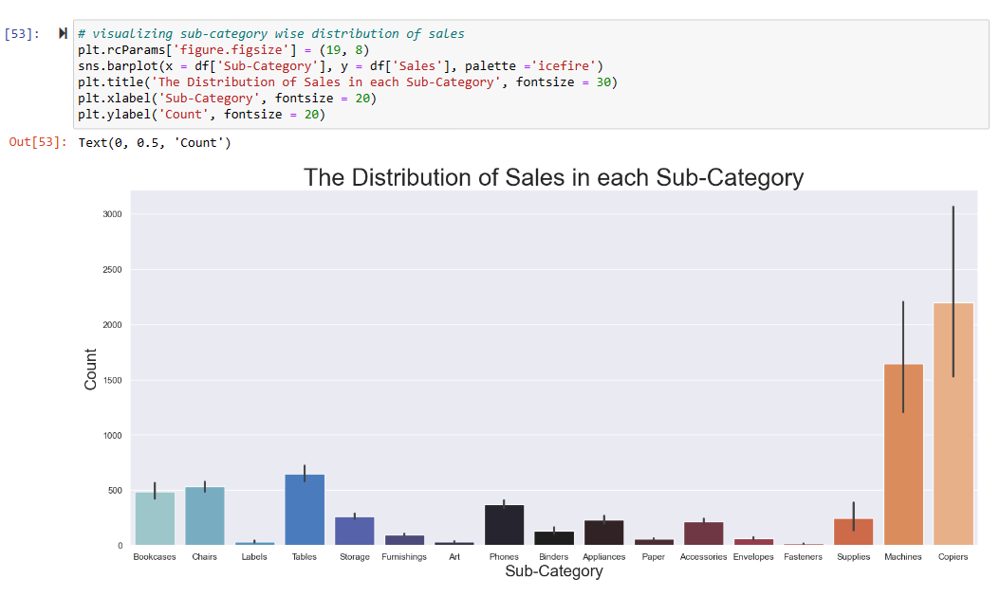 [53]:
# visualizing sub-category wise distribution of sales
plt.rcParams['figure.figsize'] = (19, 8)
sns.barplot(x = df['Sub-Category'], y = df['Sales'], palette ='icefire')
plt.title('The Distribution of Sales in each Sub-Category', fontsize = 30)
plt.xlabel('Sub-Category', fontsize = 20)
plt.ylabel('Count', fontsize = 20)
Out[53]: Text(0, 0.5, 'Count')
The Distribution of Sales in each Sub-Category
3000
2500
2000
1500
1000
500
0
Count
Bookcases Chairs Labels Tables Storage Furnishings Art Phones Binders Appliances Paper Accessories Envelopes Fasteners Supplies Machines Copiers
Sub-Category